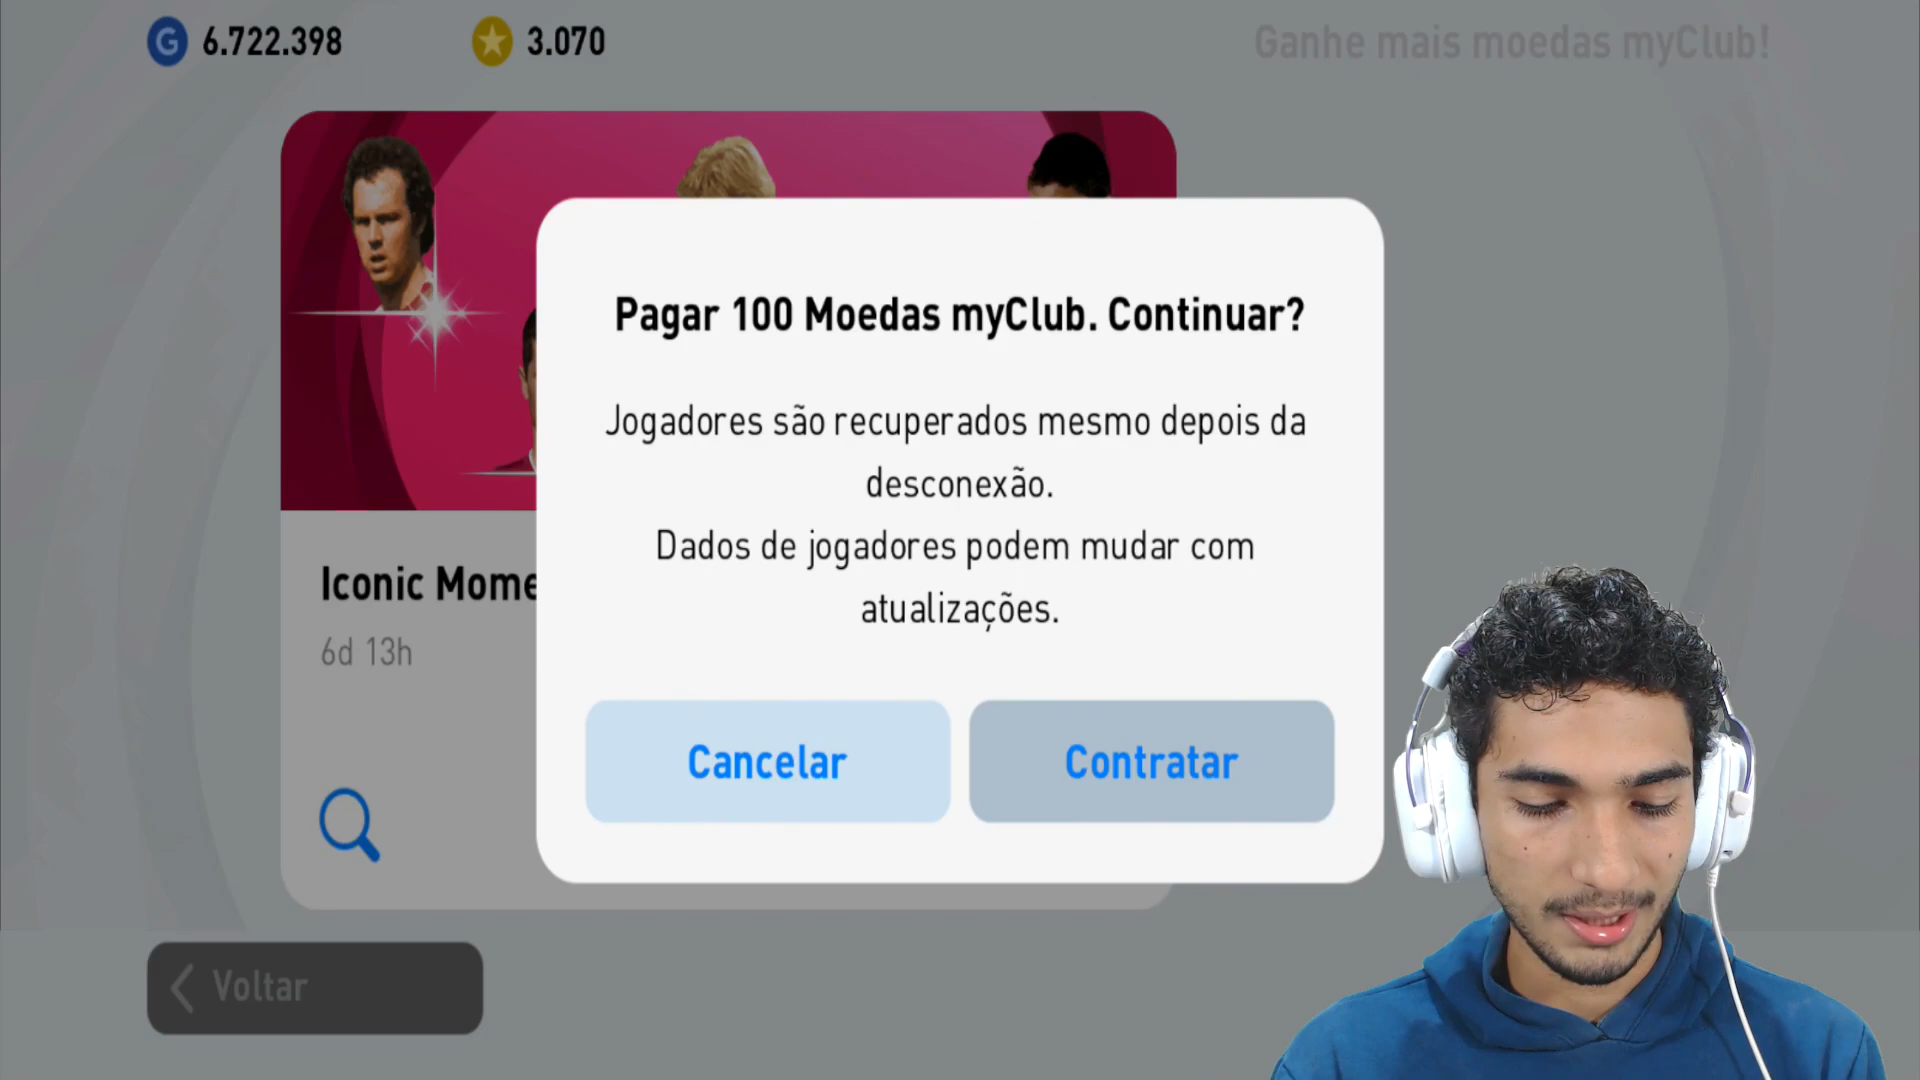 G 6.722.398
3.070
Ganhe mais moedas myClub!
Pagar 100 Moedas myClub. Continuar?
Jogadores são recuperados mesmo depois da
desconexão.
Dados de jogadores podem mudar com
atualizações.
Iconic Mome
6d 13h
Cancelar
Contratar
Voltar